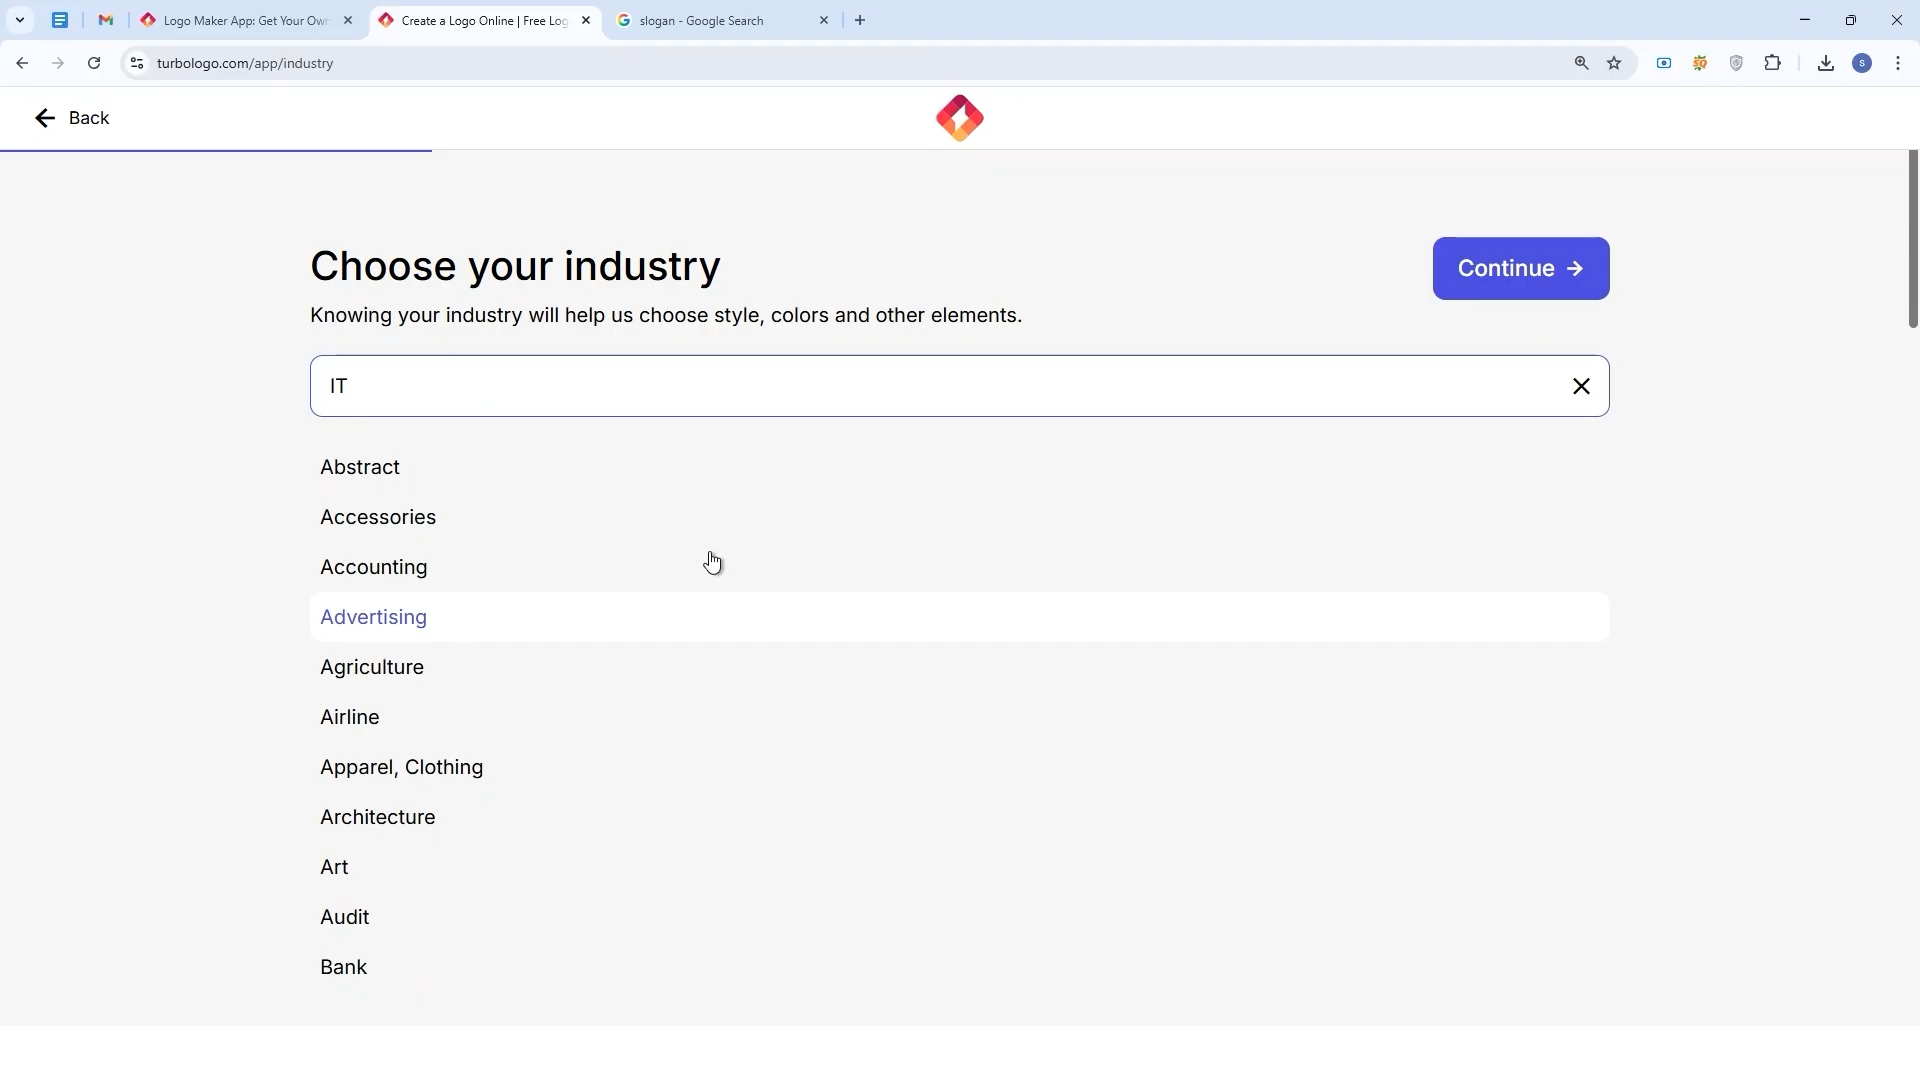 Logo Maker App: Get Your Own
Create a Logo Online | Free Log
slogan - Google Search
turbologo.com/app/industry
S
Back
Choose your industry
Continue
Knowing your industry will help us choose style, colors and other elements.
IT
Abstract
Accessories
Accounting
Advertising
Agriculture
Airline
Apparel, Clothing
Architecture
Art
Audit
Bank